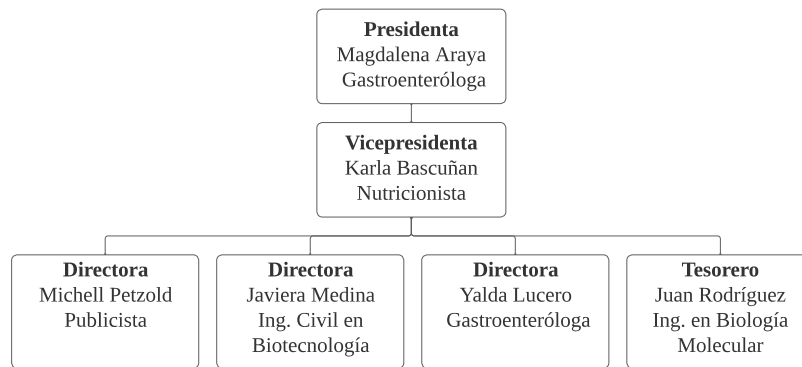 Presidenta
Magdalena Araya
Gastroenteróloga
Vicepresidenta
Karla Bascuñan
Nutricionista
Directora
Michell Petzold
Publicista
Directora
Javiera Medina
Ing. Civil en
Biotecnología
Directora
Yalda Lucero
Gastroenteróloga
Tesorero
Juan Rodríguez
Ing. en Biología
Molecular